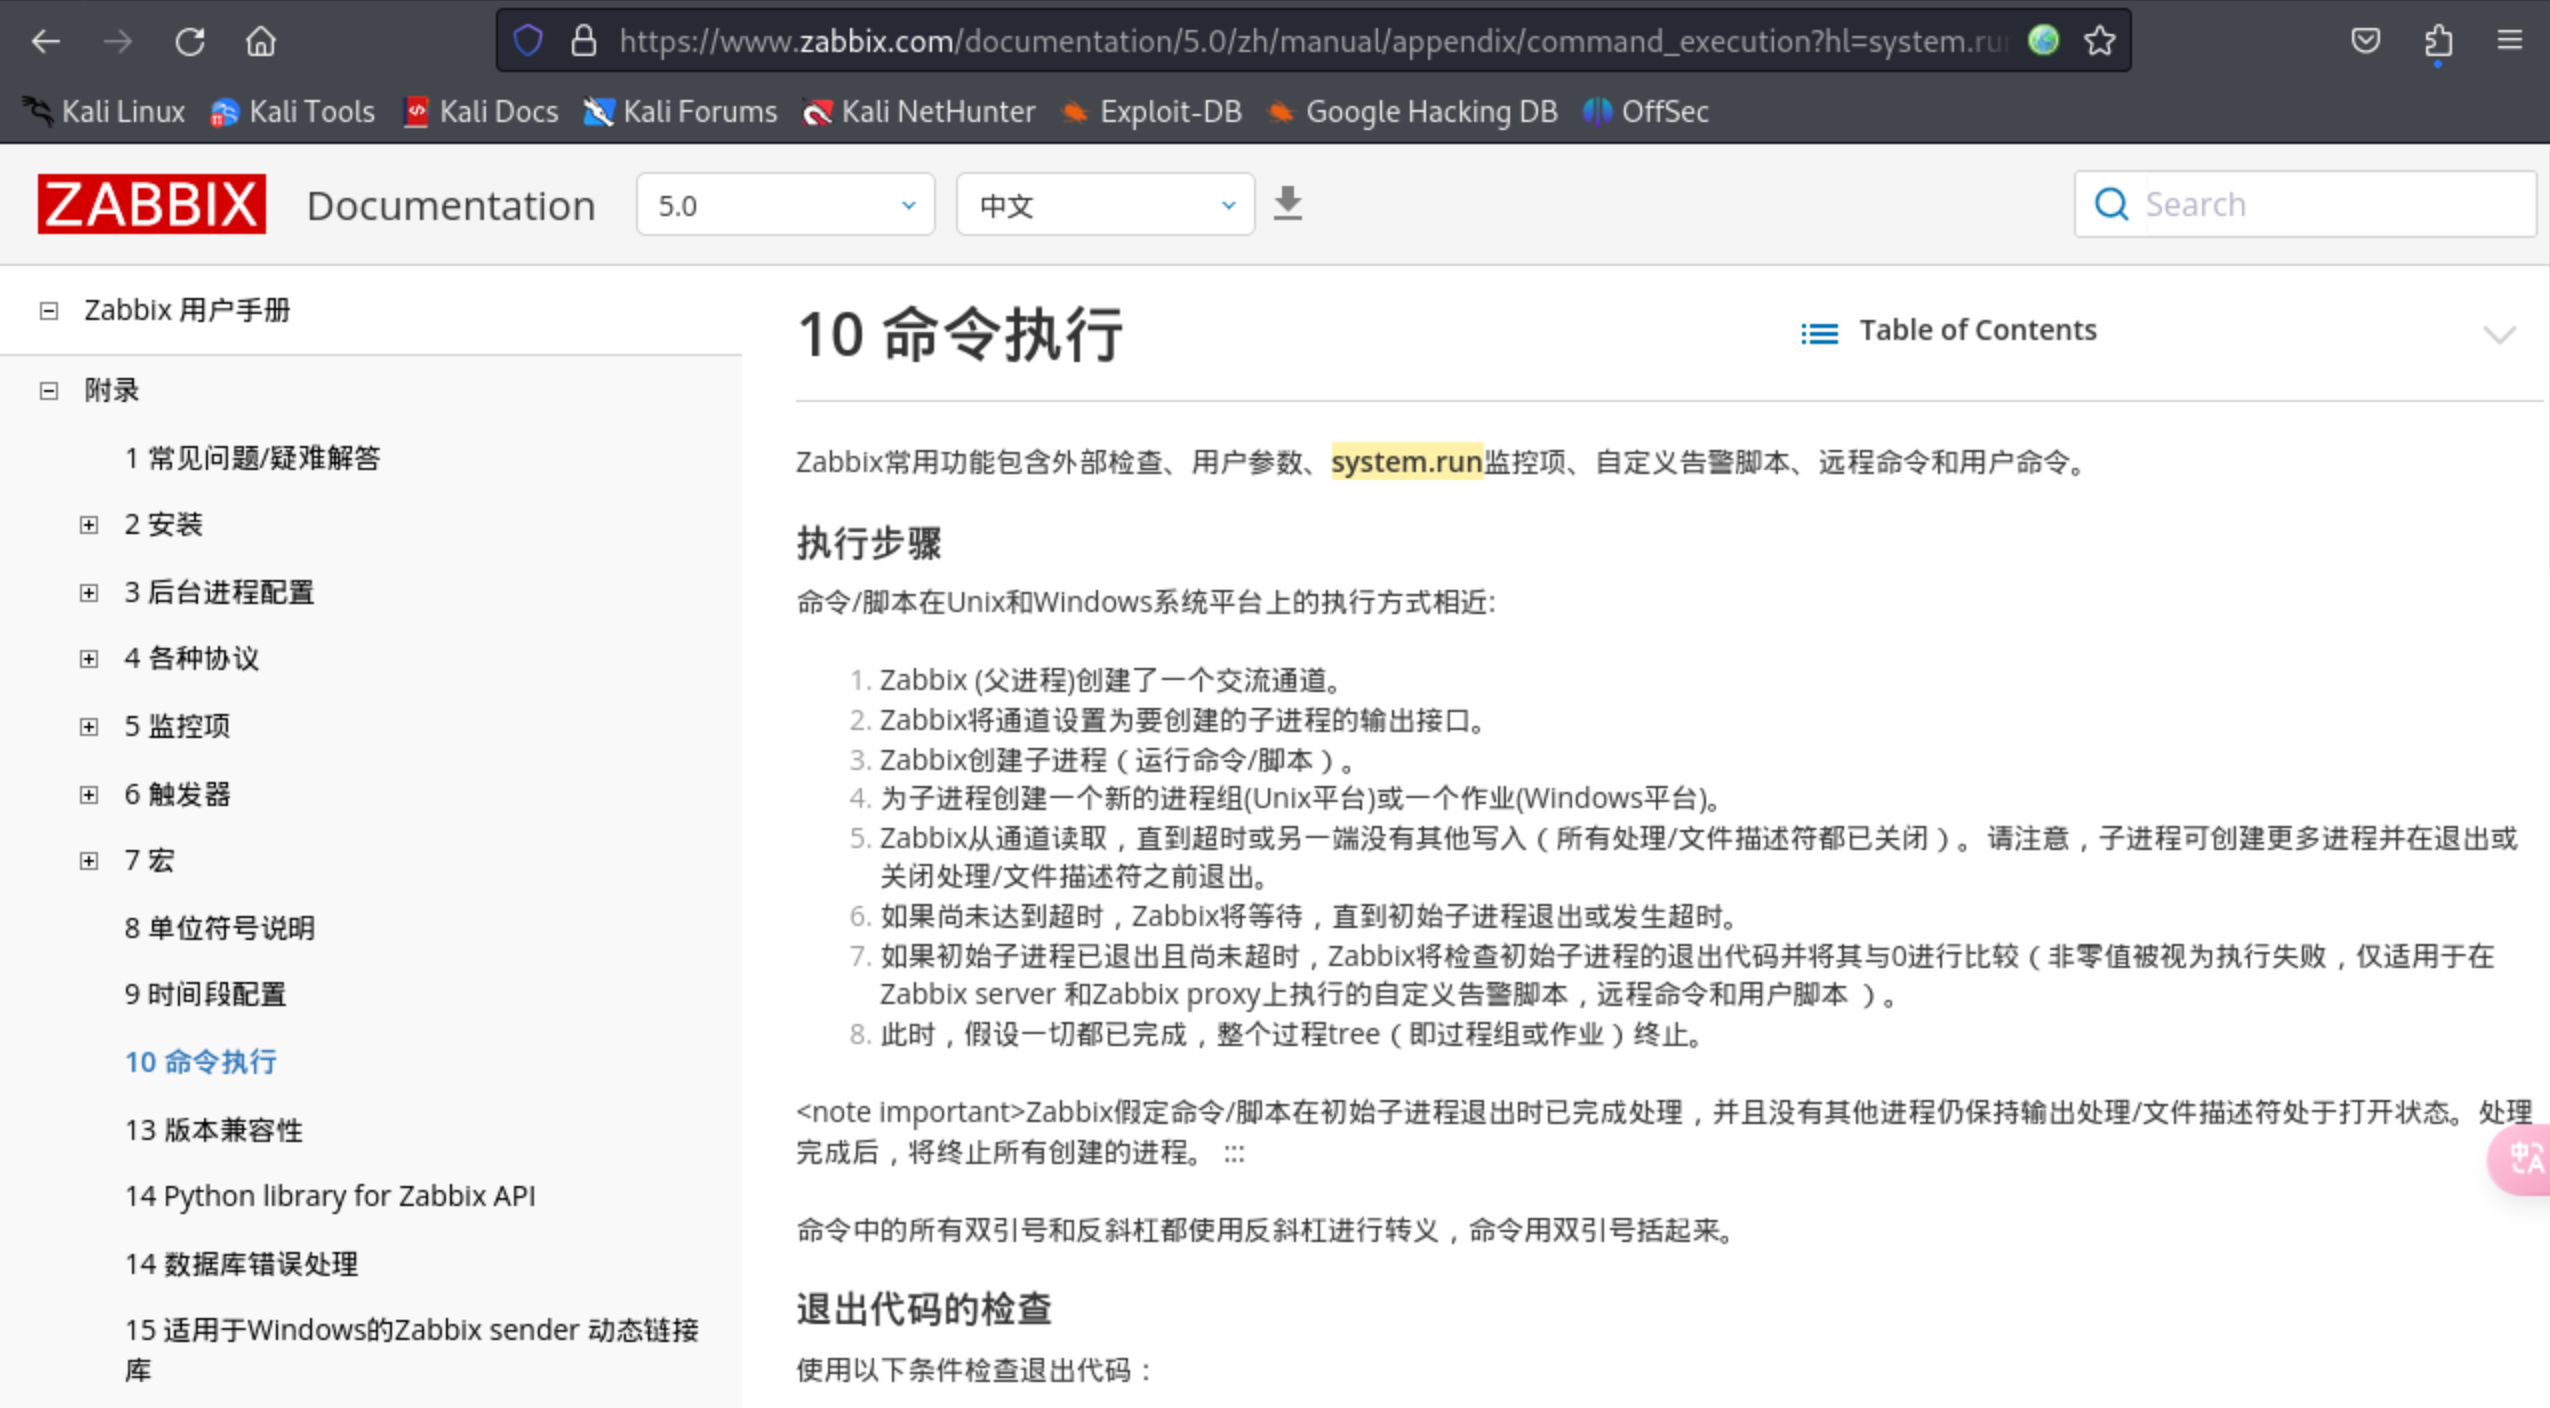 https://www.zabbix.com/documentation/5.0/zh/manual/appendix/command_execution?hl=system.run
Kali Linux Kali Tools Kali Docs Kali Forums Kali NetHunter Exploit-DB Google Hacking DB OffSec
ZABBIX Documentation 5.0 中文 Search
Zabbix 用户手册
附录
1 常见问题/疑难解答
2 安装
3 后台进程配置
4 各种协议
5 监控项
6 触发器
7 宏
8 单位符号说明
9 时间段配置
10 命令执行
13 版本兼容性
14 Python library for Zabbix API
14 数据库错误处理
15 适用于Windows的Zabbix sender 动态链接
库
10 命令执行
Table of Contents
Zabbix常用功能包含外部检查、用户参数、system.run监控项、自定义告警脚本、远程命令和用户命令。
执行步骤
命令/脚本在Unix和Windows系统平台上的执行方式相近:
1. Zabbix (父进程)创建了一个交流通道。
2. Zabbix将通道设置为要创建的子进程的输出接口。
3. Zabbix创建子进程（运行命令/脚本）。
4. 为子进程创建一个新的进程组(Unix平台)或一个作业(Windows平台)。
5. Zabbix从通道读取，直到超时或另一端没有其他写入（所有处理/文件描述符都已关闭）。请注意，子进程可创建更多进程并在退出或
关闭处理/文件描述符之前退出。
6. 如果尚未达到超时，Zabbix将等待，直到初始子进程退出或发生超时。
7. 如果初始子进程已退出且尚未超时，Zabbix将检查初始子进程的退出代码并将其与0进行比较（非零值被视为执行失败，仅适用于在
Zabbix server 和Zabbix proxy上执行的自定义告警脚本，远程命令和用户脚本 ）。
8. 此时，假设一切都已完成，整个过程tree（即过程组或作业）终止。
<note important>Zabbix假定命令/脚本在初始子进程退出时已完成处理，并且没有其他进程仍保持输出处理/文件描述符处于打开状态。处理
完成后，将终止所有创建的进程。 :::
命令中的所有双引号和反斜杠都使用反斜杠进行转义，命令用双引号括起来。
退出代码的检查
使用以下条件检查退出代码：